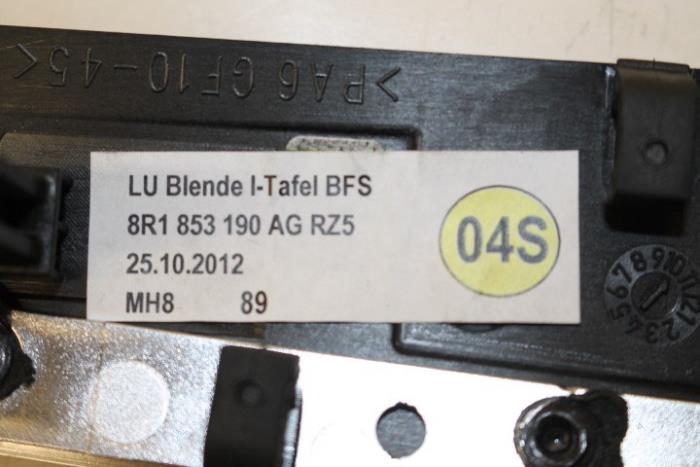 >PA6 GF10-45<
LU Blende I-Tafel BFS
8R1 853 190 AG RZ5
25.10.2012
MH8 89
04S